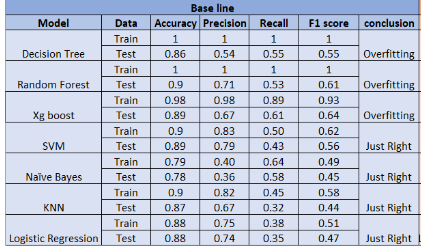 Base line
Model Data Accuracy Precision Recall F1 score conclusion
Decision Tree Train 1 1 1 1 Overfitting
Test 0.86 0.54 0.55 0.55
Random Forest Train 1 1 1 1 Overfitting
Test 0.9 0.71 0.53 0.61
Xg boost Train 0.98 0.98 0.89 0.93 Overfitting
Test 0.89 0.67 0.61 0.64
SVM Train 0.9 0.83 0.50 0.62 Just Right
Test 0.89 0.79 0.43 0.56
Naïve Bayes Train 0.79 0.40 0.64 0.49 Just Right
Test 0.78 0.36 0.58 0.45
KNN Train 0.9 0.82 0.45 0.58 Just Right
Test 0.87 0.67 0.32 0.44
Logistic Regression Train 0.88 0.75 0.38 0.51 Just Right
Test 0.88 0.74 0.35 0.47